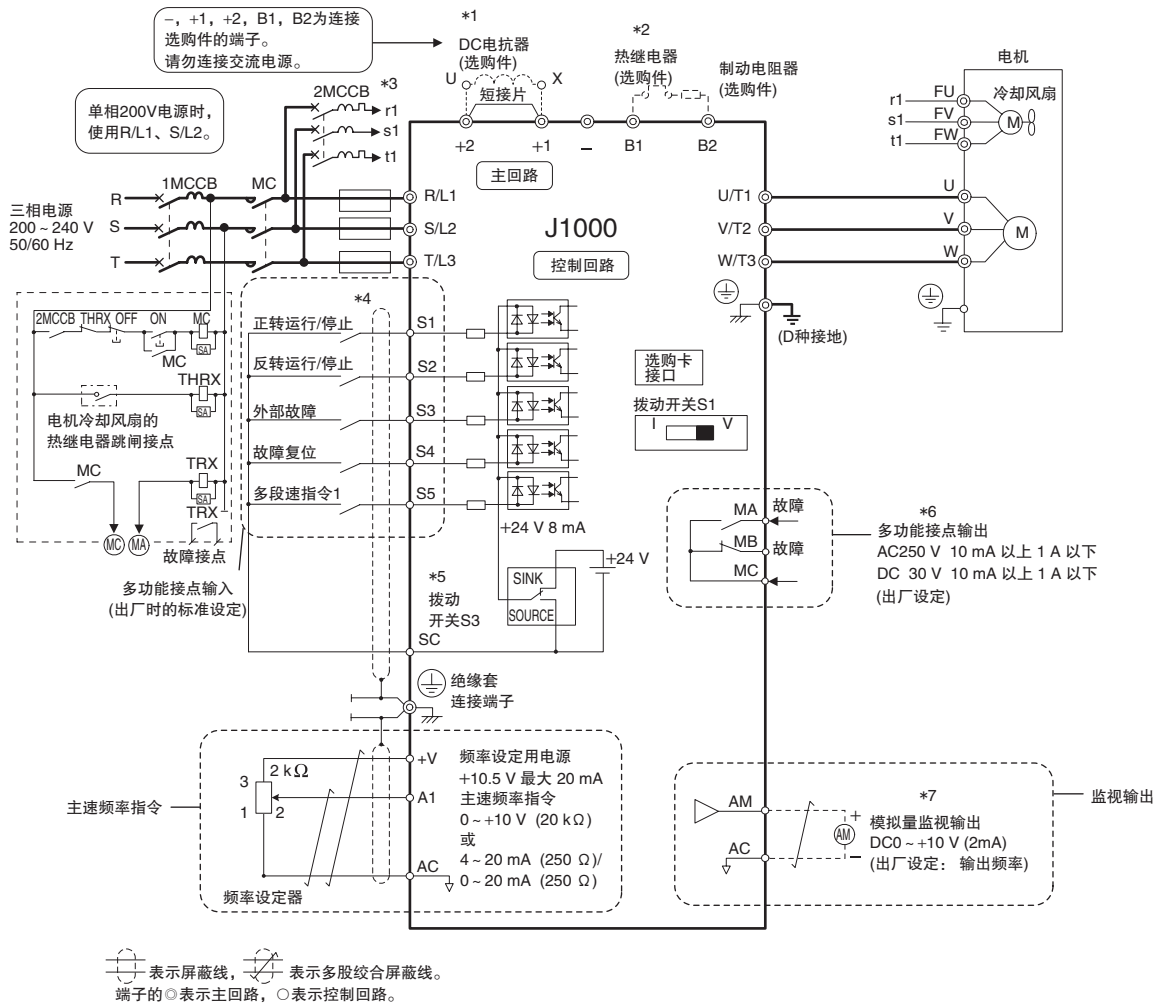 −，+1，+2，B1，B2为连接
选购件的端子。
请勿连接交流电源。
*1
DC电抗器
(选购件)
U
X
短接片
*2
热继电器
(选购件)
制动电阻器
(选购件)
电机
冷却风扇
r1
FU
s1
FV
t1
FW
M
单相200V电源时，
使用R/L1、S/L2。
2MCCB
*3
r1
s1
t1
+2
+1
−
B1
B2
主回路
1MCCB
MC
R
S
T
三相电源
200 ~ 240 V
50/60 Hz
R/L1
S/L2
T/L3
J1000
控制回路
U/T1
V/T2
W/T3
U
V
W
M
(D种接地)
2MCCB
THRX
OFF
ON
MC
SA
MC
THRX
SA
电机冷却风扇的
热继电器跳闸接点
MC
TRX
SA
TRX
MC
MA
故障接点
*4
正转运行/停止
S1
反转运行/停止
S2
外部故障
S3
故障复位
S4
多段速指令1
S5
+24 V 8 mA
选购卡
接口
拨动开关S1
I
V
多功能接点输入
(出厂时的标准设定)
*5
拨动
开关S3
SINK
SOURCE
+24 V
SC
MA
故障
MB
故障
MC
*6
多功能接点输出
AC250 V 10 mA 以上 1 A 以下
DC 30 V 10 mA 以上 1 A 以下
(出厂设定)
绝缘套
连接端子
主速频率指令
3
2 kΩ
1
2
频率设定器
+V
A1
AC
频率设定用电源
+10.5 V 最大 20 mA
主速频率指令
0 ~ +10 V (20 kΩ)
或
4 ~ 20 mA (250 Ω)/
0 ~ 20 mA (250 Ω)
AM
AC
AM
+
−
*7
模拟量监视输出
DC0 ~ +10 V (2mA)
(出厂设定： 输出频率)
监视输出
表示屏蔽线， 表示多股绞合屏蔽线。
端子的◎表示主回路，○表示控制回路。